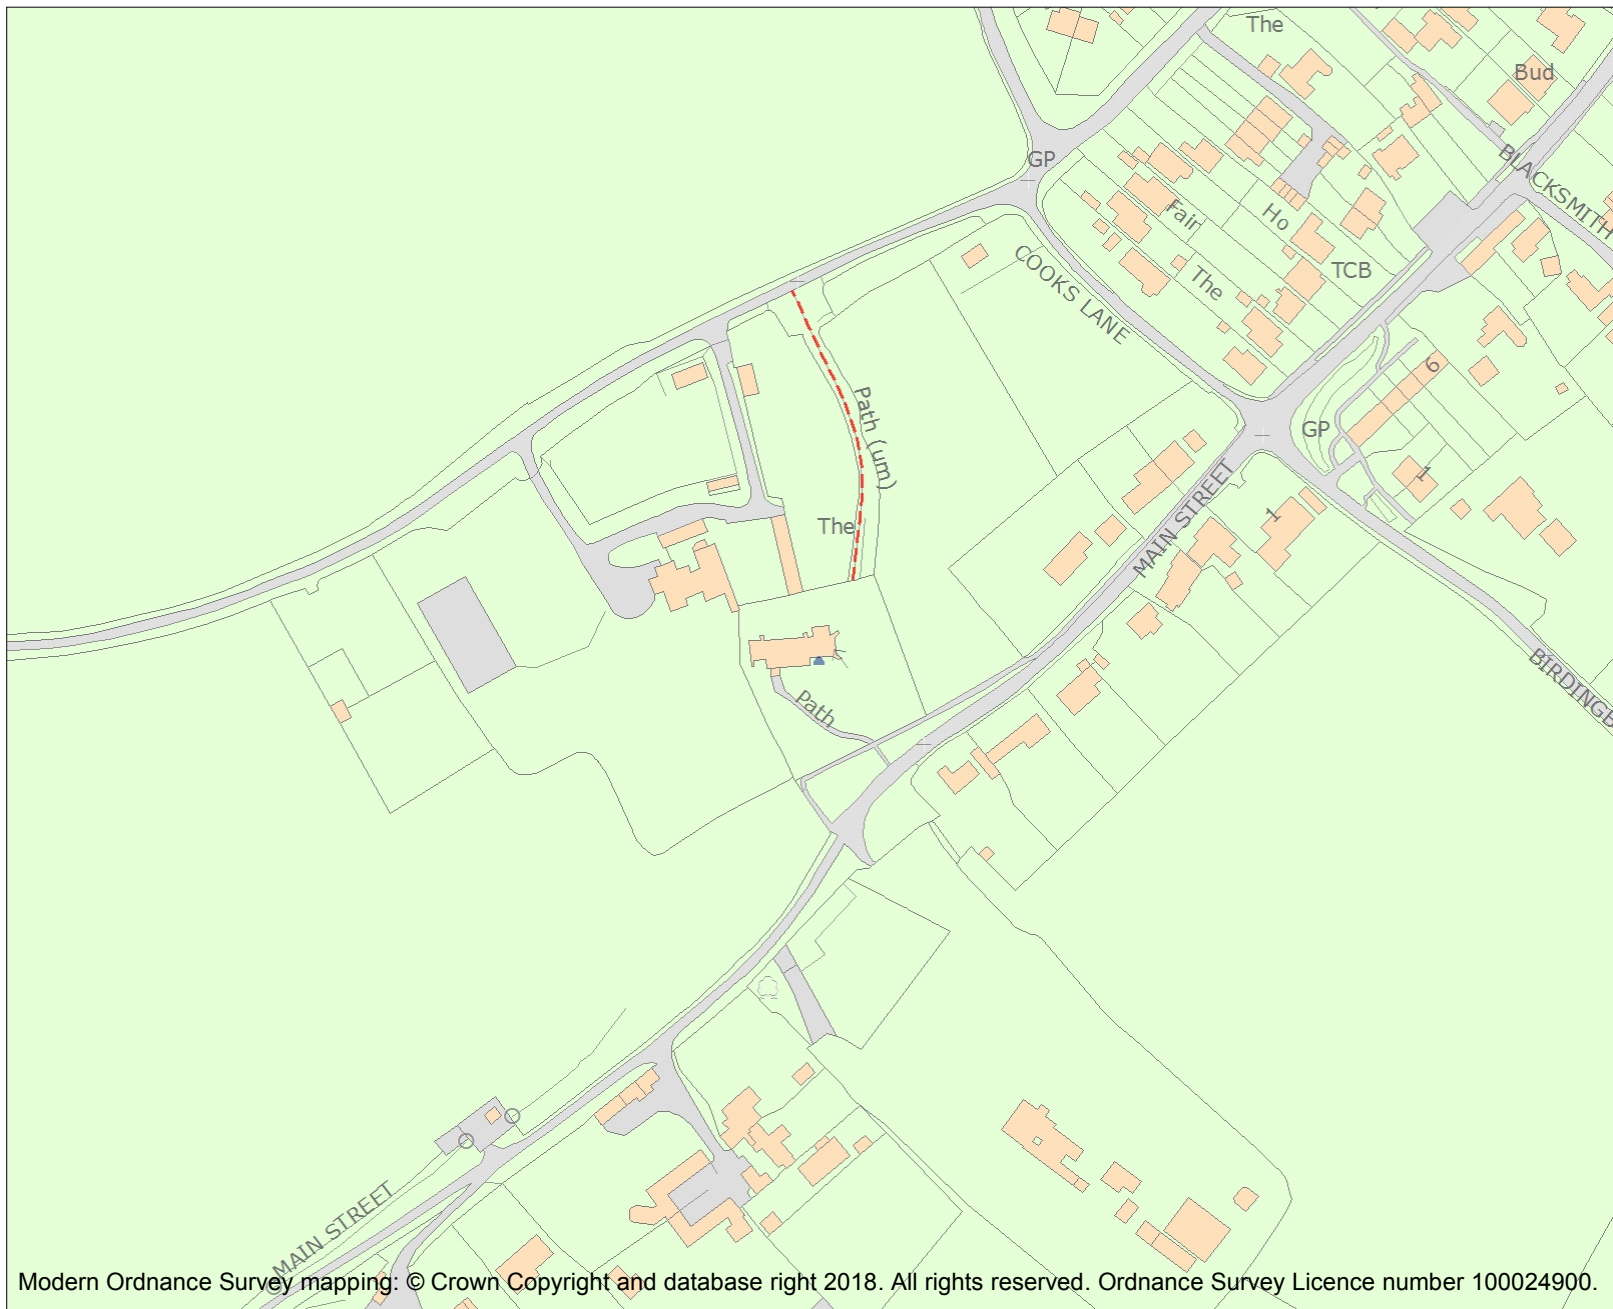 The
Bud
BLACKSMITH
GP
Fair
Ho
TCB
The
COOKS LANE
6
Path (um)
GP
1
MAIN STREET
1
The
BIRDINGB
Path
MAIN STREET
Modern Ordnance Survey mapping: © Crown Copyright and database right 2018. All rights reserved. Ordnance Survey Licence number 100024900.